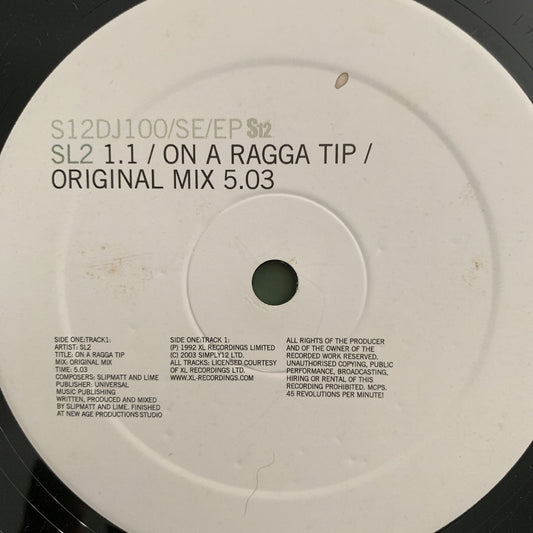 S12DJ100/SE/EP S12
SL2 1.1 / ON A RAGGA TIP /
ORIGINAL MIX 5.03
SIDE ONE:TRACK1:
ARTIST: SL2
TITLE: ON A RAGGA TIP
MIX: ORIGINAL MIX
TIME: 5.03
COMPOSERS: SLIPMATT AND LIME
PUBLISHER: UNIVERSAL
MUSIC PUBLISHING
WRITTEN, PRODUCED AND MIXED
BY SLIPMATT AND LIME. FINISHED
AT NEW AGE PRODUCTIONS STUDIO
SIDE ONE:TRACK 1:
(P) 1992 XL RECORDINGS LIMITED
(C) 2003 SIMPLY12 LTD.
ALL TRACKS: LICENSED COURTESY
OF XL RECORDINGS LTD.
WWW.XL-RECORDINGS.COM
ALL RIGHTS OF THE PRODUCER
AND OF THE OWNER OF THE
RECORDED WORK RESERVED.
UNAUTHORISED COPYING, PUBLIC
PERFORMANCE, BROADCASTING,
HIRING OR RENTAL OF THIS
RECORDING PROHIBITED. MCPS.
45 REVOLUTIONS PER MINUTE!